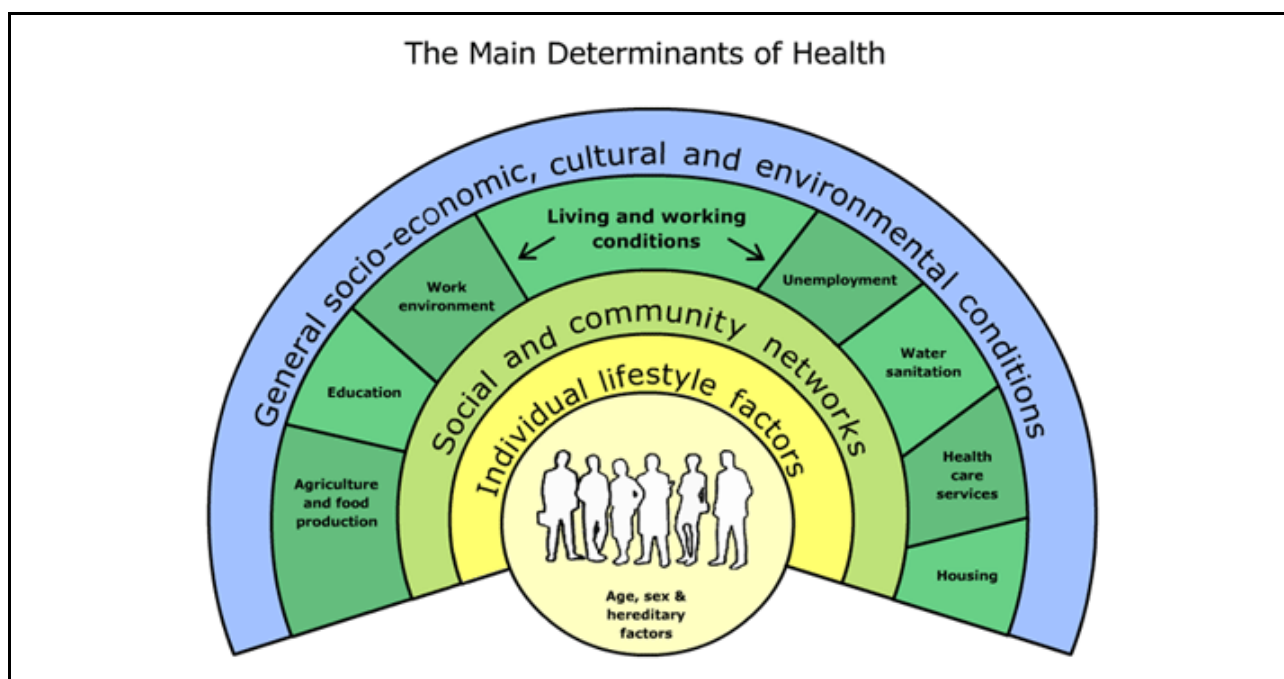 The Main Determinants of Health
General socio-economic, cultural and environmental conditions
Living and working
conditions
Work
environment
Unemployment
Education
Water
sanitation
Agriculture
and food
production
Health
care
services
Housing
Social and community networks
Individual lifestyle factors
Age, sex &
hereditary
factors